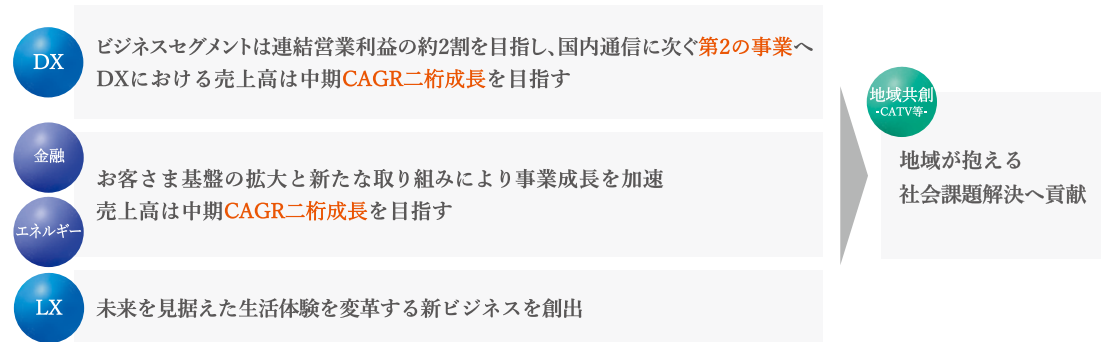 DX
ビジネスセグメントは連結営業利益の約2割を目指し、国内通信に次ぐ第2の事業へ
DXにおける売上高は中期CAGR二桁成長を目指す
金融
エネルギー
お客さま基盤の拡大と新たな取り組みにより事業成長を加速
売上高は中期CAGR二桁成長を目指す
LX
未来を見据えた生活体験を変革する新ビジネスを創出
地域共創
-CATV等-
地域が抱える
社会課題解決へ貢献